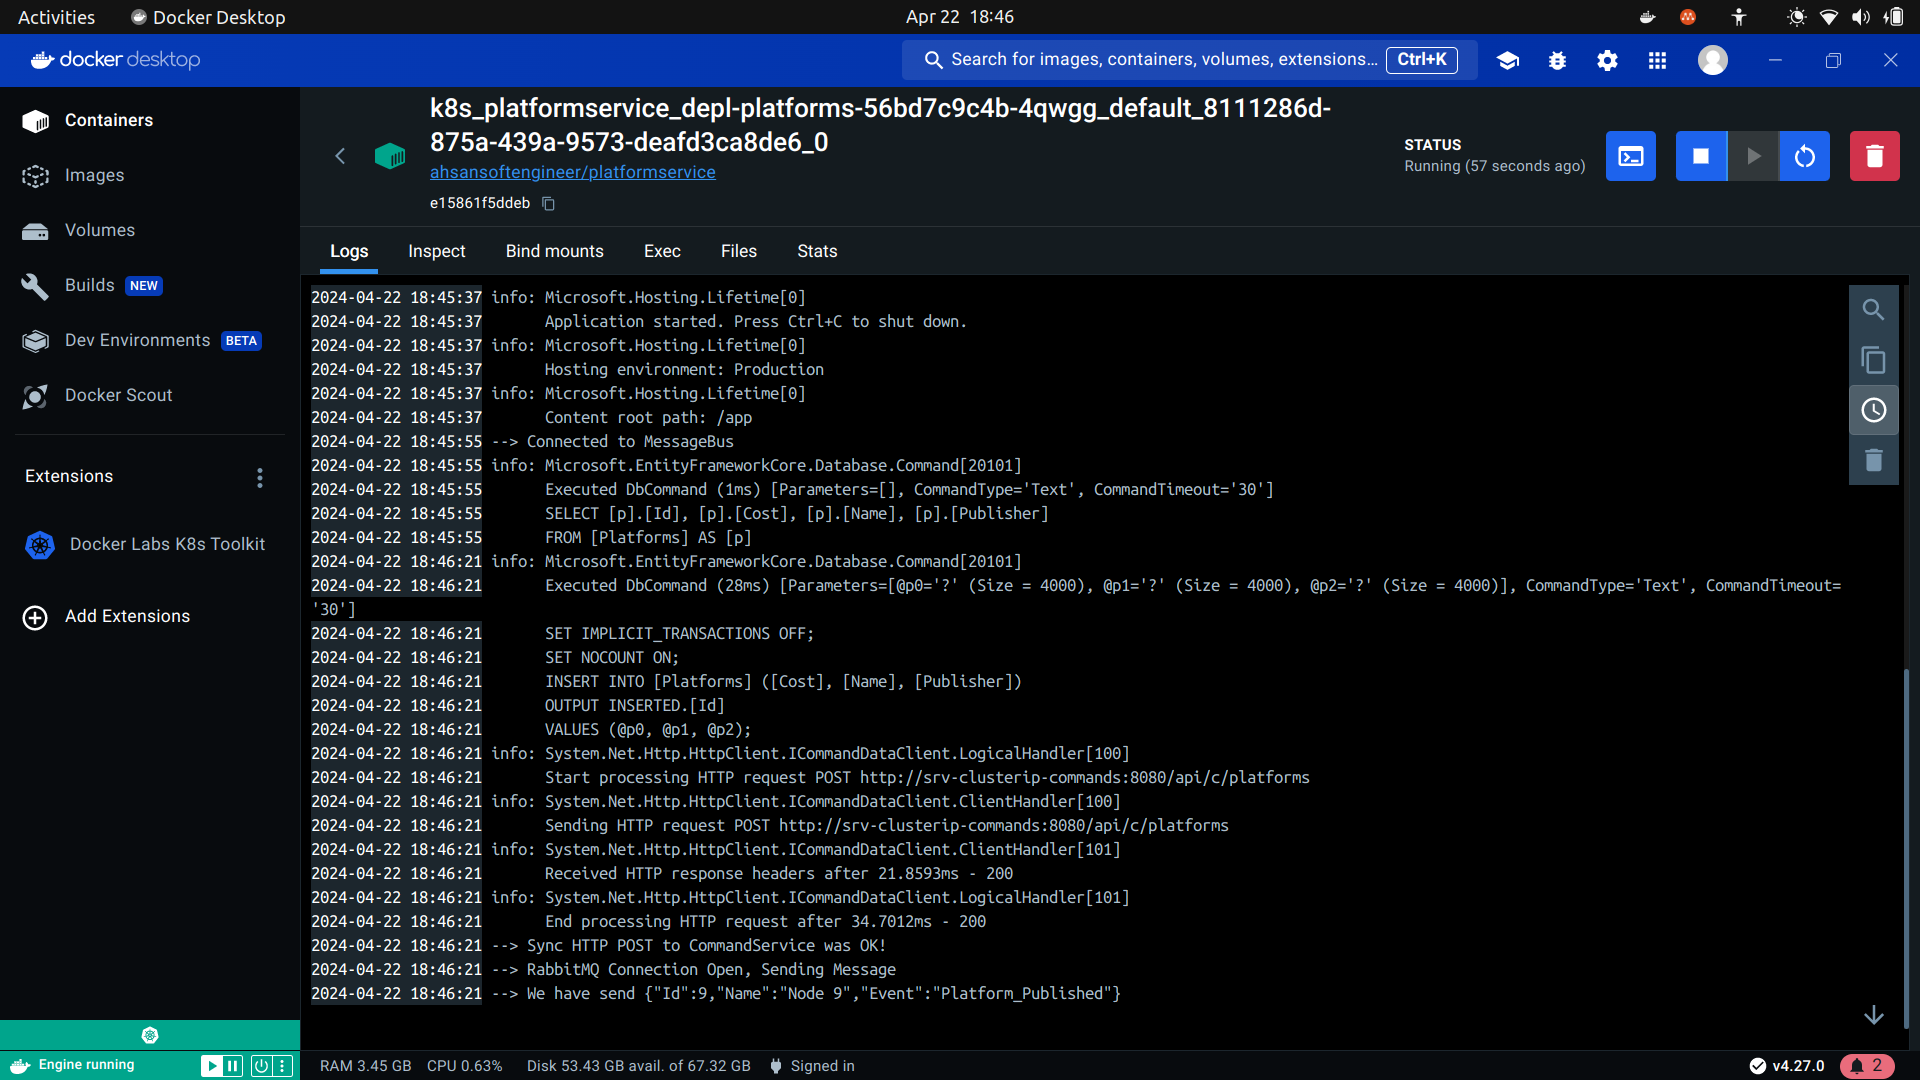 Activities
Docker Desktop
Apr 22 18:46
docker desktop
Search for images, containers, volumes, extensions...
Ctrl+K
Containers
Images
Volumes
Builds NEW
Dev Environments BETA
Docker Scout
Extensions
Docker Labs K8s Toolkit
Add Extensions
k8s_platformservice_depl-platforms-56bd7c9c4b-4qwgg_default_8111286d-
875a-439a-9573-deafd3ca8de6_0
ahsansoftengineer/platformservice
e15861f5ddeb
STATUS
Running (57 seconds ago)
Logs Inspect Bind mounts Exec Files Stats
2024-04-22 18:45:37 info: Microsoft.Hosting.Lifetime[0]
2024-04-22 18:45:37 Application started. Press Ctrl+C to shut down.
2024-04-22 18:45:37 info: Microsoft.Hosting.Lifetime[0]
2024-04-22 18:45:37 Hosting environment: Production
2024-04-22 18:45:37 info: Microsoft.Hosting.Lifetime[0]
2024-04-22 18:45:37 Content root path: /app
2024-04-22 18:45:55 --> Connected to MessageBus
2024-04-22 18:45:55 info: Microsoft.EntityFrameworkCore.Database.Command[20101]
2024-04-22 18:45:55 Executed DbCommand (1ms) [Parameters=[], CommandType='Text', CommandTimeout='30']
2024-04-22 18:45:55 SELECT [p].[Id], [p].[Cost], [p].[Name], [p].[Publisher]
2024-04-22 18:45:55 FROM [Platforms] AS [p]
2024-04-22 18:46:21 info: Microsoft.EntityFrameworkCore.Database.Command[20101]
2024-04-22 18:46:21 Executed DbCommand (28ms) [Parameters=[@p0='?' (Size = 4000), @p1='?' (Size = 4000), @p2='?' (Size = 4000)], CommandType='Text', CommandTimeout=
'30']
2024-04-22 18:46:21 SET IMPLICIT_TRANSACTIONS OFF;
2024-04-22 18:46:21 SET NOCOUNT ON;
2024-04-22 18:46:21 INSERT INTO [Platforms] ([Cost], [Name], [Publisher])
2024-04-22 18:46:21 OUTPUT INSERTED.[Id]
2024-04-22 18:46:21 VALUES (@p0, @p1, @p2);
2024-04-22 18:46:21 info: System.Net.Http.HttpClient.ICommandDataClient.LogicalHandler[100]
2024-04-22 18:46:21 Start processing HTTP request POST http://srv-clusterip-commands:8080/api/c/platforms
2024-04-22 18:46:21 info: System.Net.Http.HttpClient.ICommandDataClient.ClientHandler[100]
2024-04-22 18:46:21 Sending HTTP request POST http://srv-clusterip-commands:8080/api/c/platforms
2024-04-22 18:46:21 info: System.Net.Http.HttpClient.ICommandDataClient.ClientHandler[101]
2024-04-22 18:46:21 Received HTTP response headers after 21.8593ms - 200
2024-04-22 18:46:21 info: System.Net.Http.HttpClient.ICommandDataClient.LogicalHandler[101]
2024-04-22 18:46:21 End processing HTTP request after 34.7012ms - 200
2024-04-22 18:46:21 --> Sync HTTP POST to CommandService was OK!
2024-04-22 18:46:21 --> RabbitMQ Connection Open, Sending Message
2024-04-22 18:46:21 --> We have send {"Id":9,"Name":"Node 9","Event":"Platform_Published"}
Engine running
RAM 3.45 GB CPU 0.63% Disk 53.43 GB avail. of 67.32 GB Signed in
v4.27.0
2